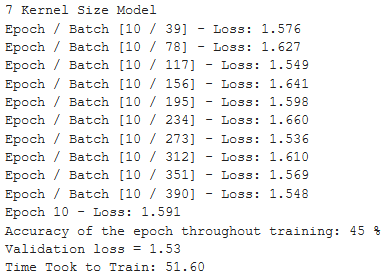 7 Kernel Size Model
Epoch / Batch [10 / 39] - Loss: 1.576
Epoch / Batch [10 / 78] - Loss: 1.627
Epoch / Batch [10 / 117] - Loss: 1.549
Epoch / Batch [10 / 156] - Loss: 1.641
Epoch / Batch [10 / 195] - Loss: 1.598
Epoch / Batch [10 / 234] - Loss: 1.660
Epoch / Batch [10 / 273] - Loss: 1.536
Epoch / Batch [10 / 312] - Loss: 1.610
Epoch / Batch [10 / 351] - Loss: 1.569
Epoch / Batch [10 / 390] - Loss: 1.548
Epoch 10 - Loss: 1.591
Accuracy of the epoch throughout training: 45 %
Validation loss = 1.53
Time Took to Train: 51.60